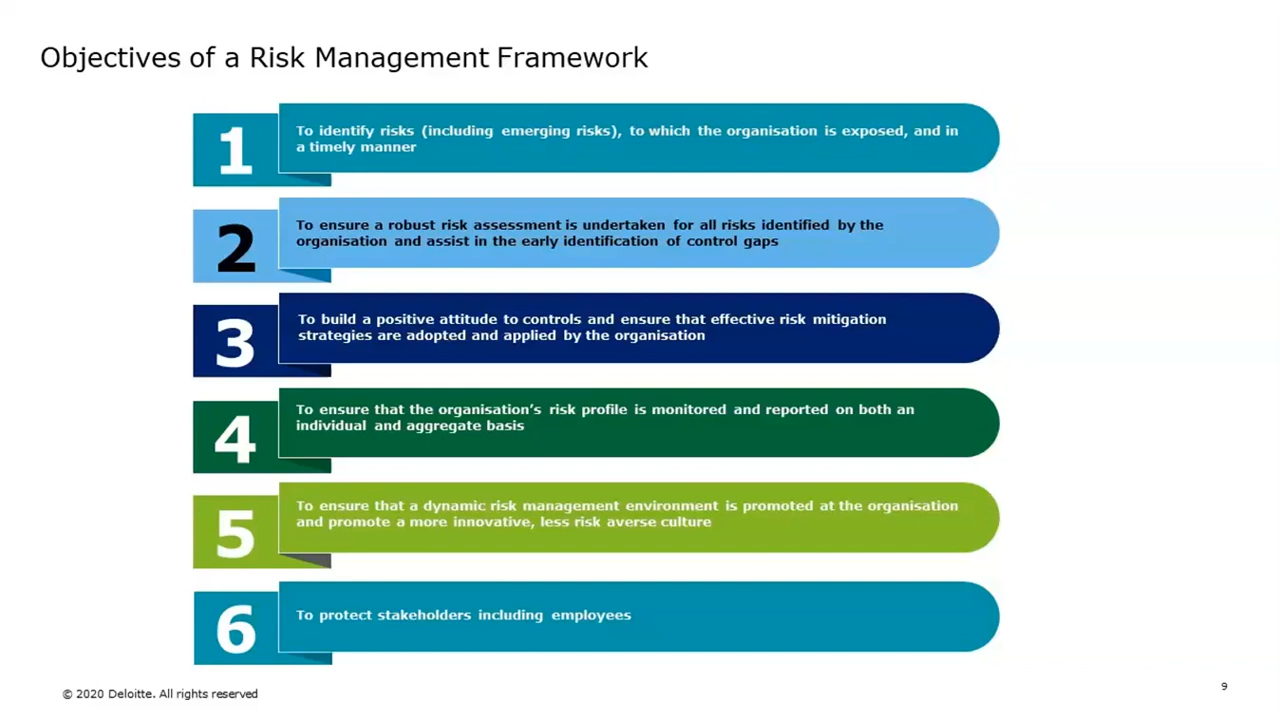 Objectives of a Risk Management Framework
1
To identify risks (including emerging risks), to which the organisation is exposed, and in
a timely manner
2
To ensure a robust risk assessment is undertaken for all risks identified by the
organisation and assist in the early identification of control gaps
3
To build a positive attitude to controls and ensure that effective risk mitigation
strategies are adopted and applied by the organisation
4
To ensure that the organisation’s risk profile is monitored and reported on both an
individual and aggregate basis
5
To ensure that a dynamic risk management environment is promoted at the organisation
and promote a more innovative, less risk averse culture
6
To protect stakeholders including employees
© 2020 Deloitte. All rights reserved
9